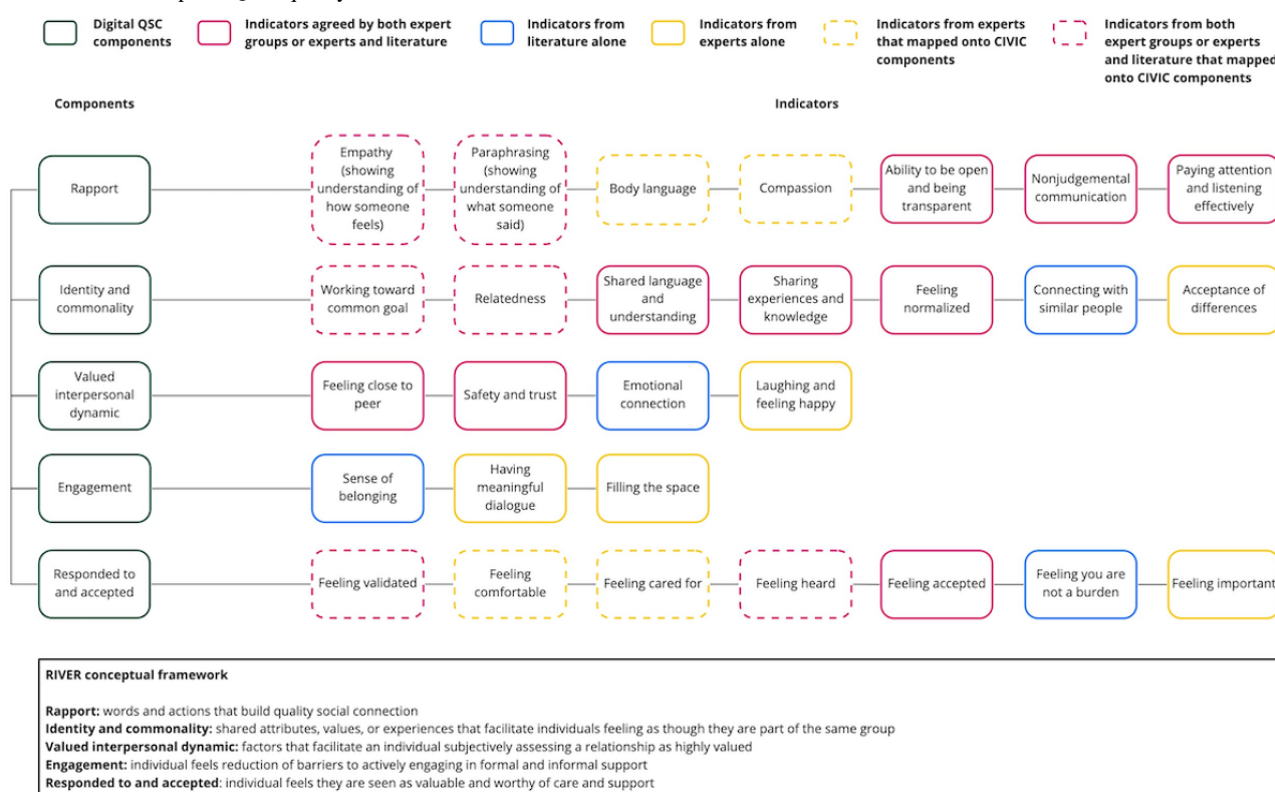 Digital QSC
components
Indicators agreed by both expert
groups or experts and literature
Indicators from
literature alone
Indicators from
experts alone
Indicators from experts
that mapped onto CIVIC
components
Indicators from both
expert groups or experts
and literature that mapped
onto CIVIC components
Components
Indicators
Rapport
Empathy
(showing
understanding of
how someone
feels)
Paraphrasing
(showing
understanding of
what someone
said)
Body language
Compassion
Ability to be open
and being
transparent
Nonjudgemental
communication
Paying attention
and listening
effectively
Identity and
commonality
Working toward
common goal
Relatedness
Shared language
and
understanding
Sharing
experiences and
knowledge
Feeling
normalized
Connecting with
similar people
Acceptance of
differences
Valued
interpersonal
dynamic
Feeling close to
peer
Safety and trust
Emotional
connection
Laughing and
feeling happy
Engagement
Sense of
belonging
Having
meaningful
dialogue
Filling the space
Responded to
and accepted
Feeling validated
Feeling
comfortable
Feeling cared for
Feeling heard
Feeling accepted
Feeling you are
not a burden
Feeling important
RIVER conceptual framework
Rapport: words and actions that build quality social connection
Identity and commonality: shared attributes, values, or experiences that facilitate individuals feeling as though they are part of the same group
Valued interpersonal dynamic: factors that facilitate an individual subjectively assessing a relationship as highly valued
Engagement: individual feels reduction of barriers to actively engaging in formal and informal support
Responded to and accepted: individual feels they are seen as valuable and worthy of care and support